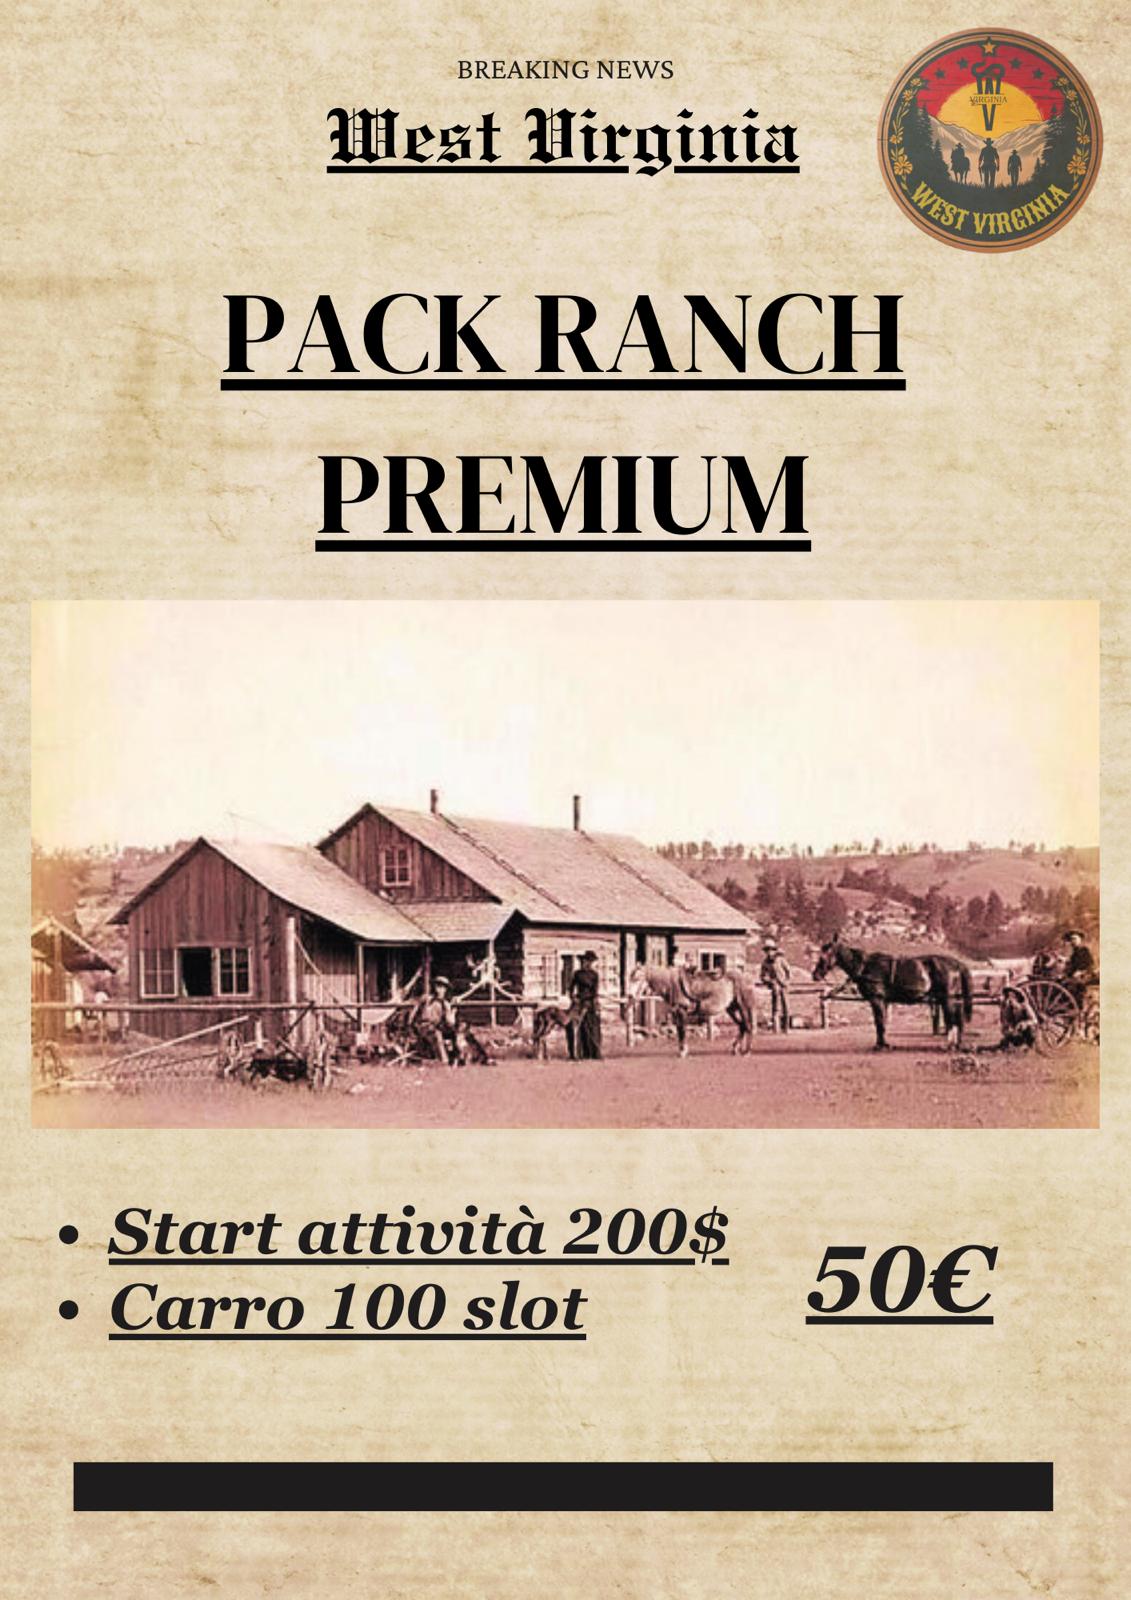 BREAKING NEWS
West Virginia
VIRGINIA
WEST VIRGINIA
PACK RANCH
PREMIUM
• Start attività 200$
• Carro 100 slot
50€